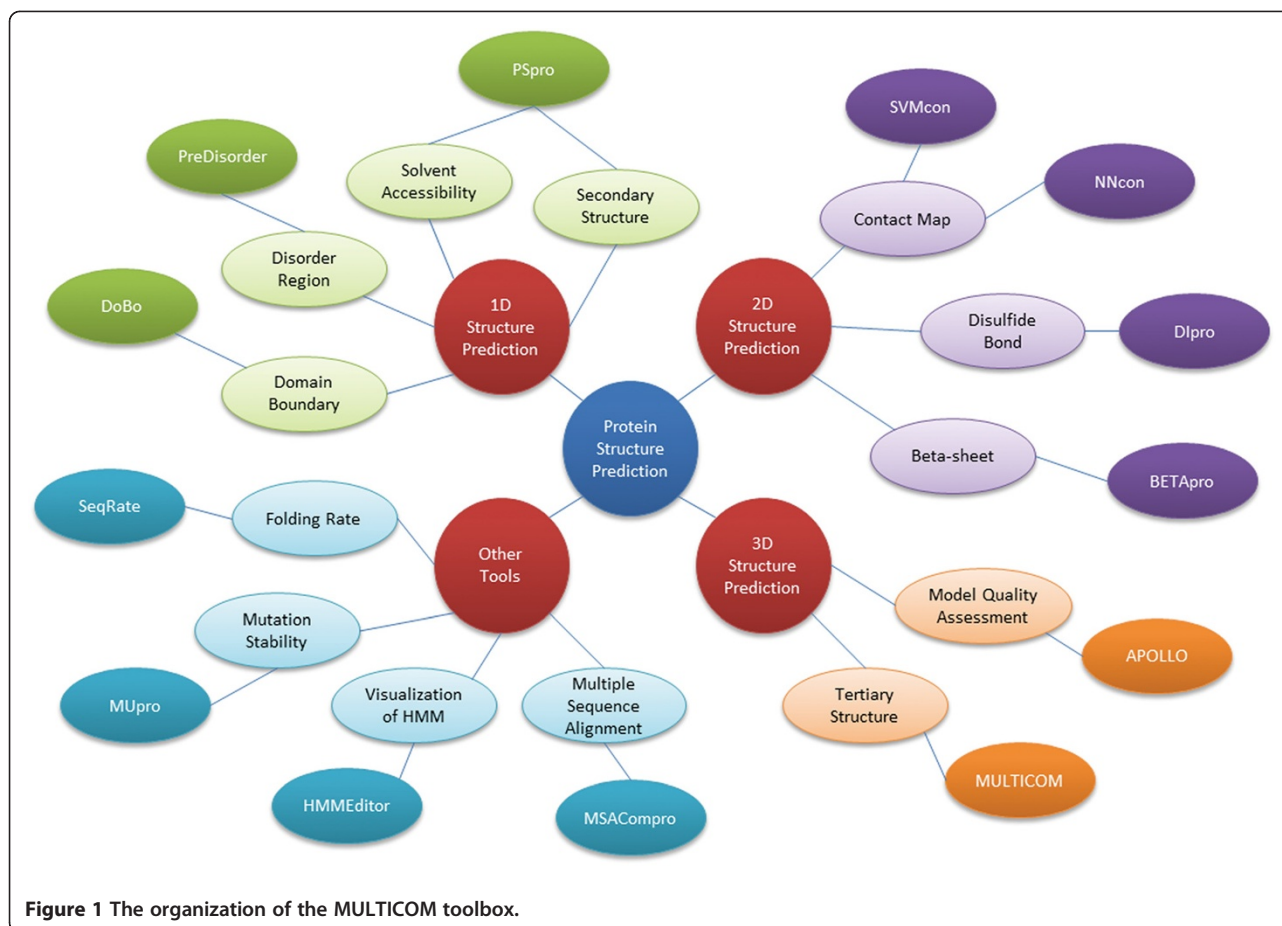 PSpro
SVMcon
PreDisorder
Solvent
Accessibility
NNcon
Secondary
Structure
Contact Map
Disorder
Region
1D
Structure
Prediction
2D
Structure
Prediction
DoBo
Disulfide
Bond
DIpro
Domain
Boundary
Protein
Structure
Prediction
Beta-sheet
BETApro
SeqRate
Folding Rate
Other
Tools
3D
Structure
Prediction
Model Quality
Assessment
Mutation
Stability
APOLLO
MUpro
Visualization
of HMM
Multiple
Sequence
Alignment
Tertiary
Structure
MULTICOM
HMMEditor
MSACompro
Figure 1 The organization of the MULTICOM toolbox.